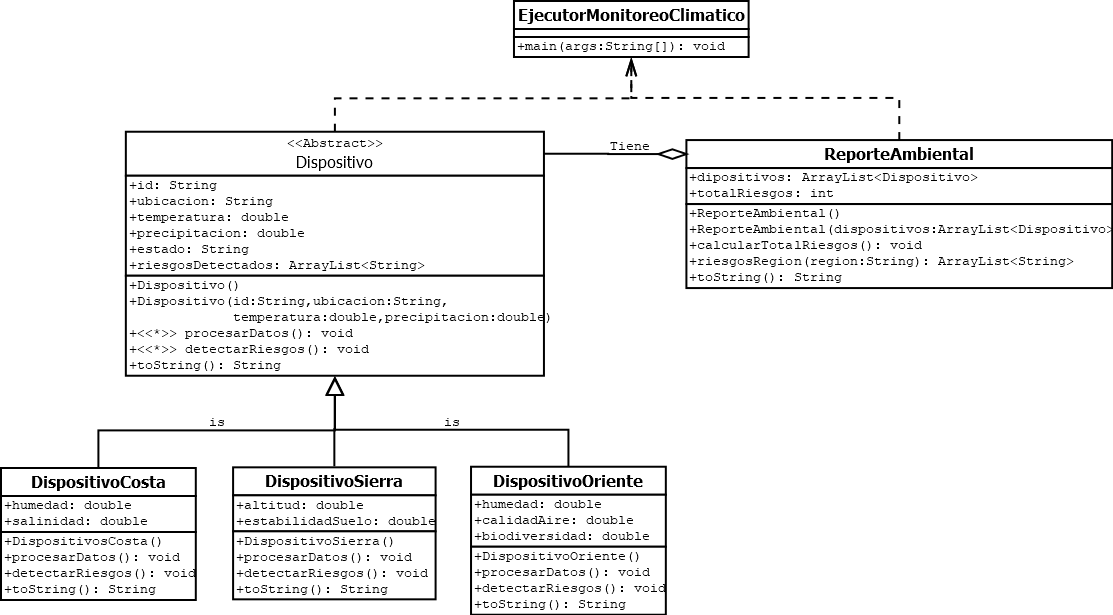 EjecutorMonitoreoClimatico
+main(args:String[]): void
<<Abstract>>
Dispositivo
+id: String
+ubicacion: String
+temperatura: double
+precipitacion: double
+estado: String
+riesgosDetectados: ArrayList<String>
+Dispositivo()
+Dispositivo(id:String,ubicacion:String,
temperatura:double,precipitacion:double)
+<<*>> procesarDatos(): void
+<<*>> detectarRiesgos(): void
+toString(): String
Tiene
ReporteAmbiental
+dipositivos: ArrayList<Dispositivo>
+totalRiesgos: int
+ReporteAmbiental()
+ReporteAmbiental(dispositivos:ArrayList<Dispositivo>
+calcularTotalRiesgos(): void
+riesgosRegion(region:String): ArrayList<String>
+toString(): String
is
is
DispositivoCosta
+humedad: double
+salinidad: double
+DispositivosCosta()
+procesarDatos(): void
+detectarRiesgos(): void
+toString(): String
DispositivoSierra
+altitud: double
+estabilidadSuelo: double
+DispositivoSierra()
+procesarDatos(): void
+detectarRiesgos(): void
+toString(): String
DispositivoOriente
+humedad: double
+calidadAire: double
+biodiversidad: double
+DispositivoOriente()
+procesarDatos(): void
+detectarRiesgos(): void
+toString(): String